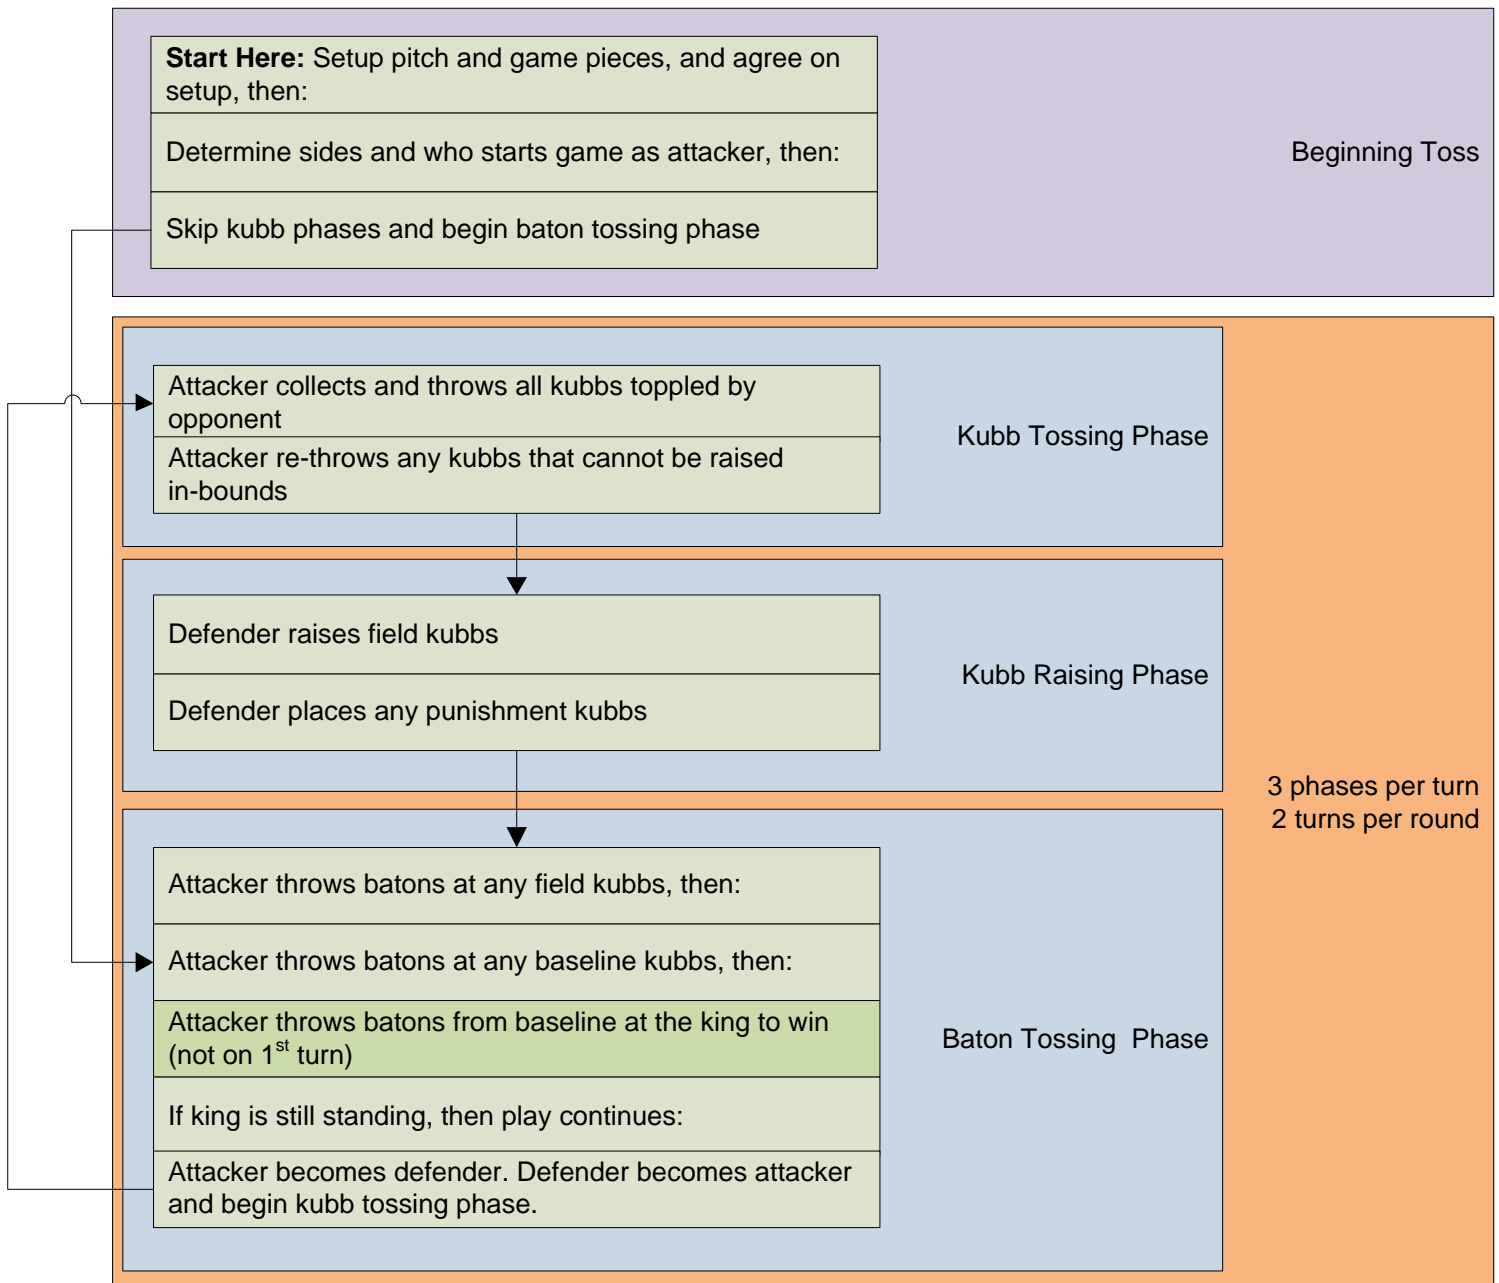 Start Here: Setup pitch and game pieces, and agree on
setup, then:
Determine sides and who starts game as attacker, then:
Skip kubb phases and begin baton tossing phase
Beginning Toss
Attacker collects and throws all kubbs toppled by
opponent
Attacker re-throws any kubbs that cannot be raised
in-bounds
Kubb Tossing Phase
Defender raises field kubbs
Defender places any punishment kubbs
Kubb Raising Phase
Attacker throws batons at any field kubbs, then:
Attacker throws batons at any baseline kubbs, then:
Attacker throws batons from baseline at the king to win
(not on 1st turn)
If king is still standing, then play continues:
Attacker becomes defender. Defender becomes attacker
and begin kubb tossing phase.
Baton Tossing Phase
3 phases per turn
2 turns per round